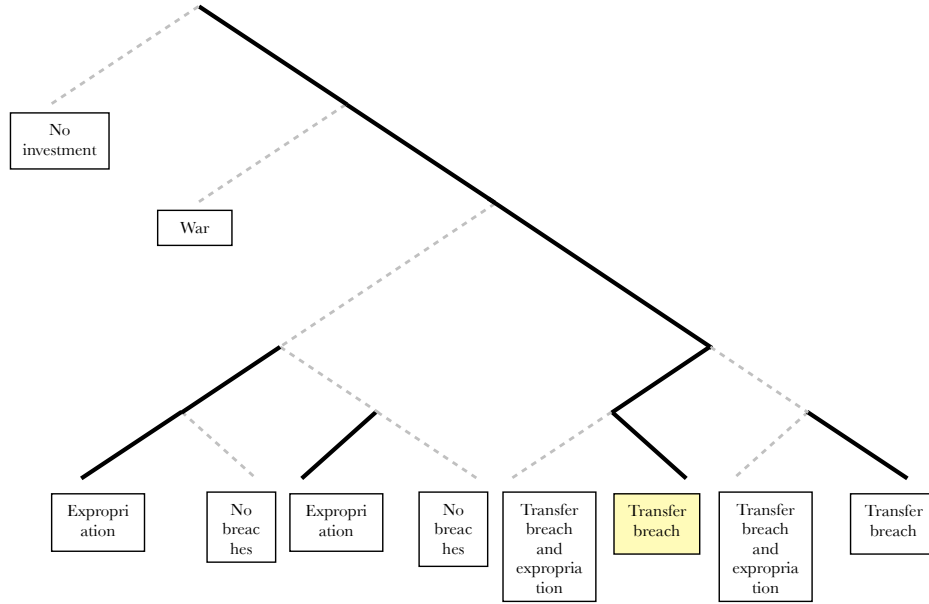 No
investment
War
Expropri
ation
No
breac
hes
Expropri
ation
No
breac
hes
Transfer
breach
and
expropria
tion
Transfer
breach
Transfer
breach
and
expropria
tion
Transfer
breach